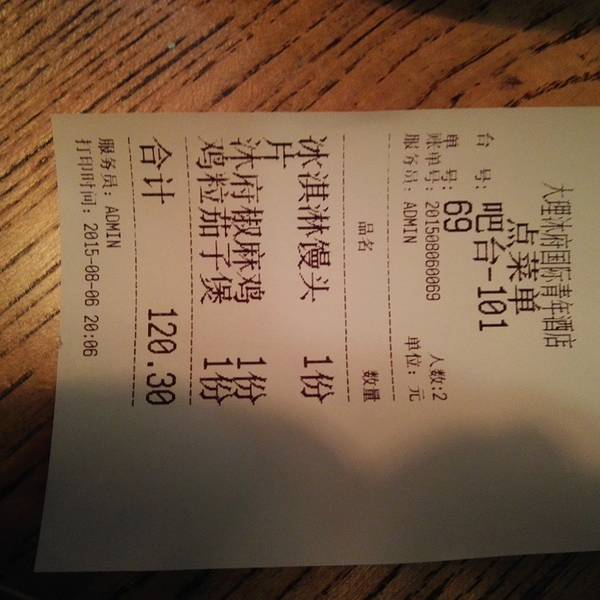 大理沐府国际青年酒店
点菜单
台 号: 吧台-101
单 号: 69 人数:2
账单号: 201508060069
服务员: ADMIN 单位: 元
品名 数量
冰淇淋馒头 1份
片
沐府椒麻鸡 1份
鸡粒茄子煲 1份
合计 120.30
服务员: ADMIN
打印时间: 2015-08-06 20:06